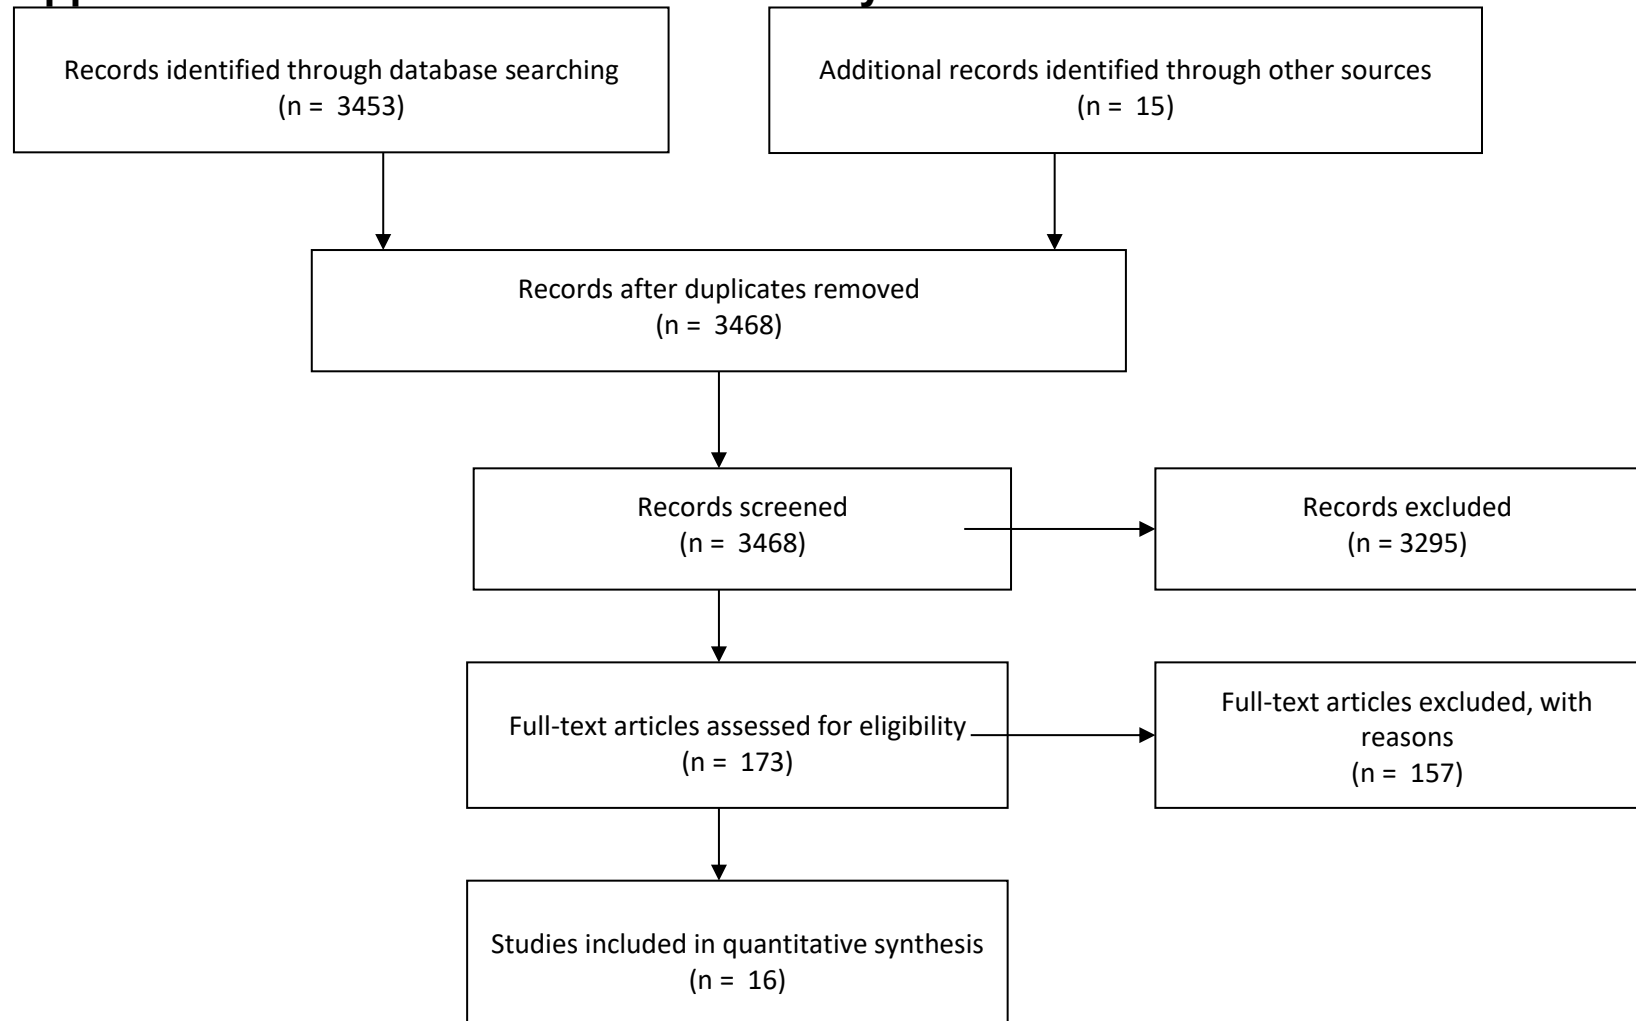 Records identified through database searching
(n = 3453)
Additional records identified through other sources
(n = 15)
Records after duplicates removed
(n = 3468)
Records screened
(n = 3468)
Records excluded
(n = 3295)
Full-text articles assessed for eligibility
(n = 173)
Full-text articles excluded, with
reasons
(n = 157)
Studies included in quantitative synthesis
(n = 16)